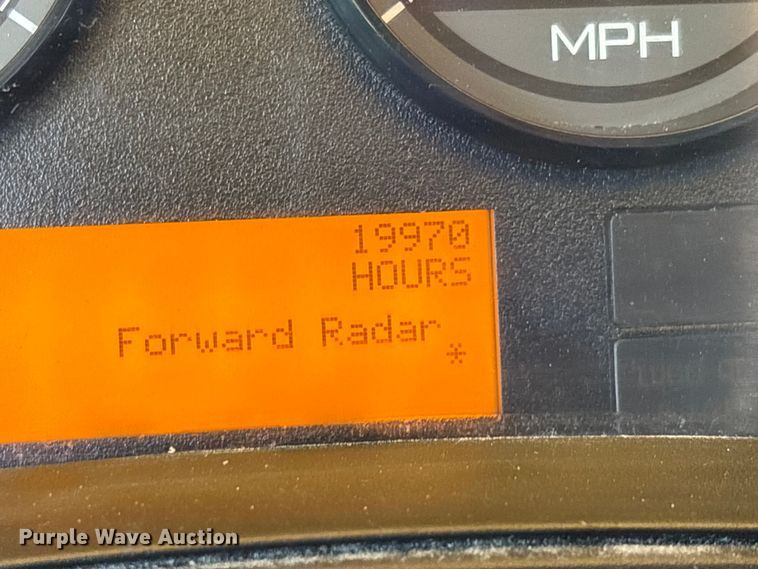 MPH
19970
HOURS
Forward Radar
*
Purple Wave Auction®